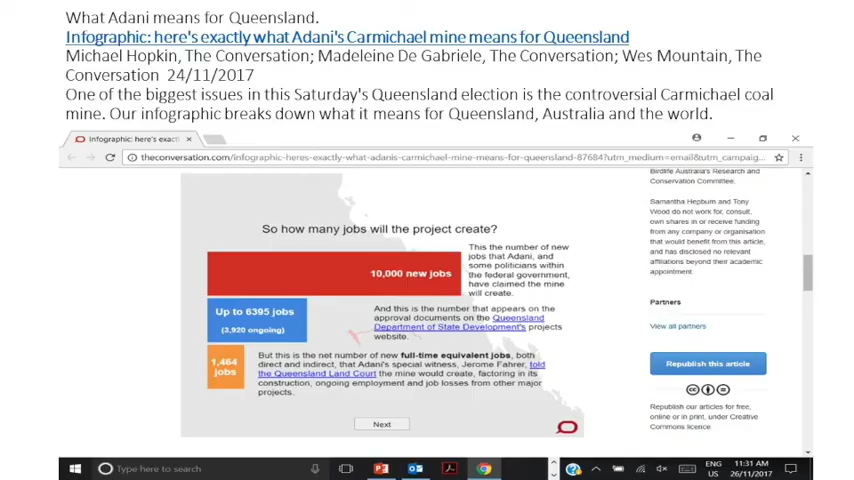 What Adani means for Queensland.
Infographic: here's exactly what Adani's Carmichael mine means for Queensland
Michael Hopkin, The Conversation; Madeleine De Gabriele, The Conversation; Wes Mountain, The
Conversation 24/11/2017
One of the biggest issues in this Saturday's Queensland election is the controversial Carmichael coal
mine. Our infographic breaks down what it means for Queensland, Australia and the world.
Infographic: here's exactl
theconversation.com/infographic-heres-exactly-what-adanis-carmichael-mine-means-for-queensland-87684?utm_medium=email&utm_campaig...
So how many jobs will the project create?
10,000 new jobs
This the number of new
jobs that Adani, and
some politicians within
the federal government,
have claimed the mine
will create.
Up to 6395 jobs
(3,920 ongoing)
And this is the number that appears on the
approval documents on the Queensland
Department of State Development's projects
website.
1,464
jobs
But this is the net number of new full-time equivalent jobs, both
direct and indirect, that Adani's special witness, Jerome Fahrer, told
the Queensland Land Court the mine would create, factoring in its
construction, ongoing employment and job losses from other major
projects.
Next
Birdlife Australia's Research and
Conservation Committee.
Samantha Hepburn and Tony
Wood do not work for, consult,
own shares in or receive funding
from any company or organisation
that would benefit from this article,
and has disclosed no relevant
affiliations beyond their academic
appointment.
Partners
View all partners
Republish this article
Republish our articles for free,
online or in print, under Creative
Commons licence.
Type here to search
ENG
US
11:31 AM
26/11/2017